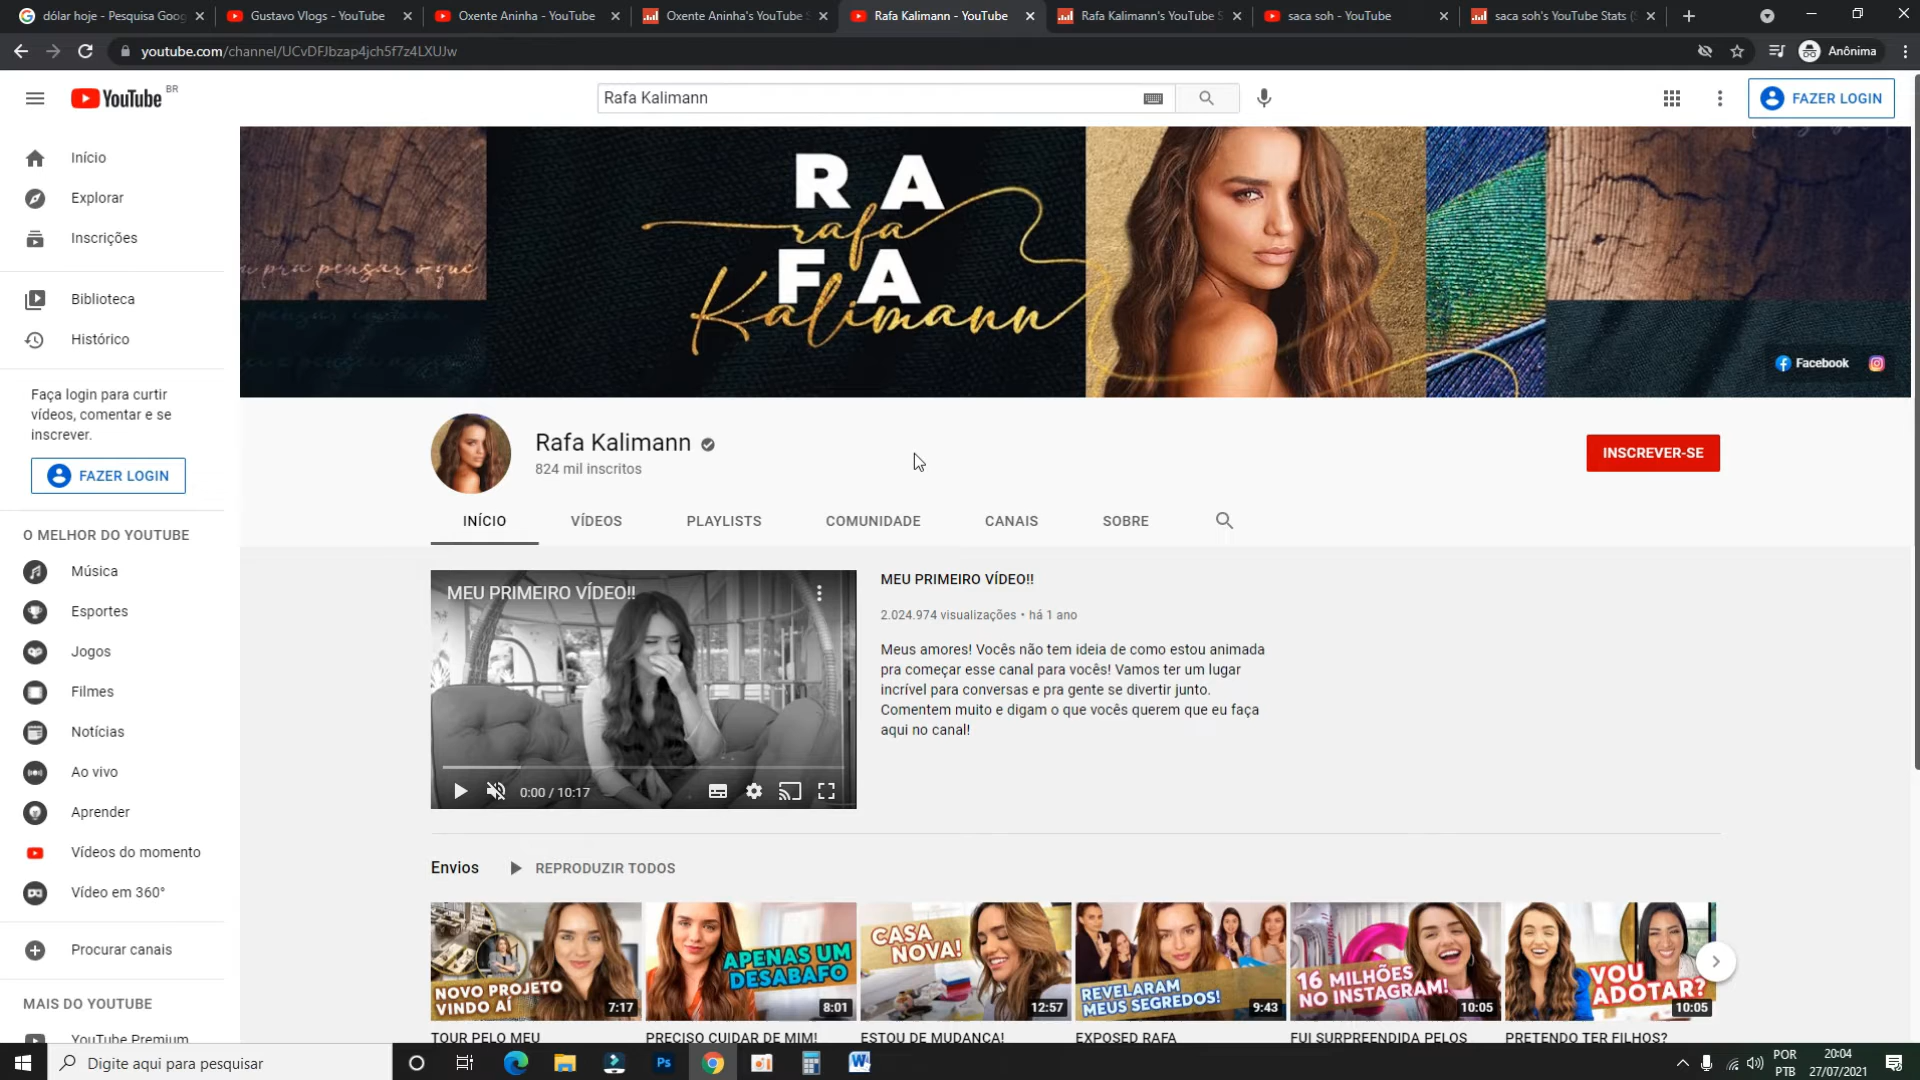 dólar hoje - Pesquisa Goog
Gustavo Vlogs - YouTube
Oxente Aninha - YouTube
Oxente Aninha's YouTube S
Rafa Kalimann - YouTube
Rafa Kalimann's YouTube S
saca soh - YouTube
saca soh's YouTube Stats (S
youtube.com/channel/UCvDFJbzap4jch5f7z4LXUJw
Anônima
YouTube BR
Rafa Kalimann
FAZER LOGIN
Início
Explorar
Inscrições
Biblioteca
Histórico
Faça login para curtir
vídeos, comentar e se
inscrever.
FAZER LOGIN
O MELHOR DO YOUTUBE
Música
Esportes
Jogos
Filmes
Notícias
Ao vivo
Aprender
Vídeos do momento
Vídeo em 360°
Procurar canais
MAIS DO YOUTUBE
YouTube Premium
RA
rafa
FA
Kalimann
u pra pensar o que
Facebook
Rafa Kalimann
824 mil inscritos
INSCREVER-SE
INÍCIO
VÍDEOS
PLAYLISTS
COMUNIDADE
CANAIS
SOBRE
MEU PRIMEIRO VÍDEO!!
0:00 / 10:17
MEU PRIMEIRO VÍDEO!!
2.024.974 visualizações • há 1 ano
Meus amores! Vocês não tem ideia de como estou animada
pra começar esse canal para vocês! Vamos ter um lugar
incrível para conversas e pra gente se divertir junto.
Comentem muito e digam o que vocês querem que eu faça
aqui no canal!
Envios
REPRODUZIR TODOS
NOVO PROJETO
VINDO AÍ
7:17
APENAS UM
DESABAFO
8:01
CASA
NOVA!
12:57
REVELARAM
MEUS SEGREDOS!
9:43
16 MILHÕES
NO INSTAGRAM!
10:05
VOU
ADOTAR?
10:05
TOUR PELO MEU
PRECISO CUIDAR DE MIM!
ESTOU DE MUDANÇA!
EXPOSED RAFA
FUI SURPREENDIDA PELOS
PRETENDO TER FILHOS?
Digite aqui para pesquisar
Ps
W
POR
PTB
20:04
27/07/2021